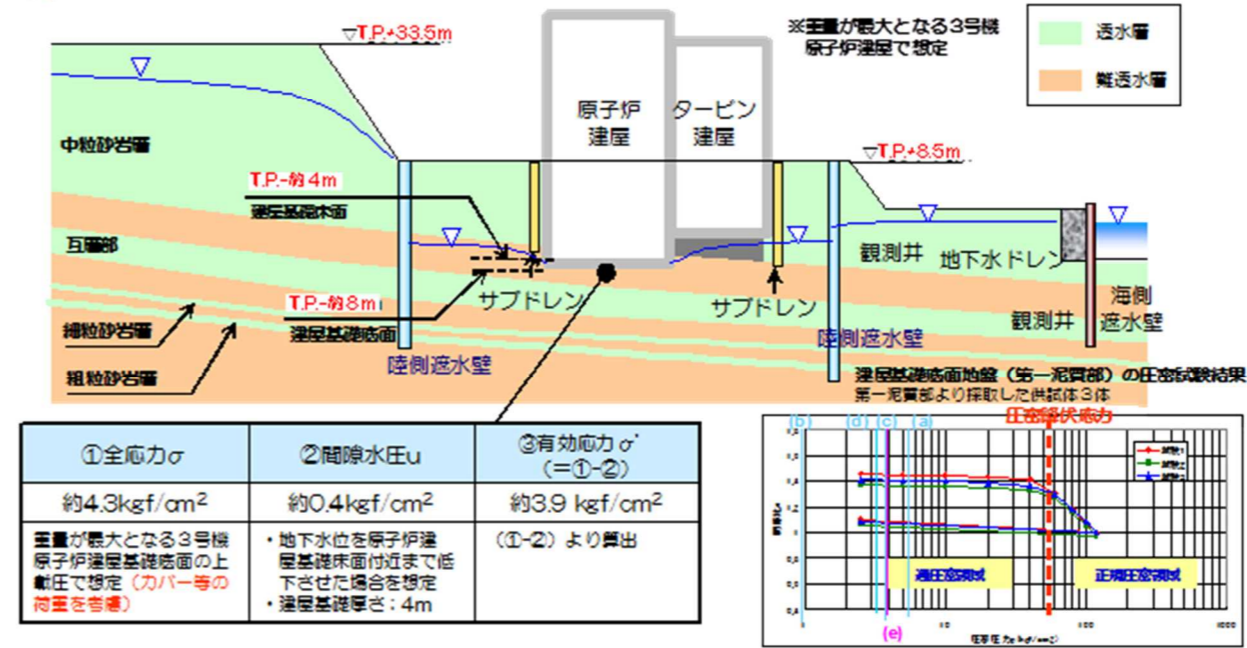 ▽T.P.+33.5m
※重量が最大となる3号機
原子炉建屋で想定
透水層
難透水層
原子炉
建屋
タービン
建屋
中粒砂岩層
▽T.P.+8.5m
T.P.-約4m
建屋基礎床面
互層部
観測井
地下水ドレン
T.P.-約8m
サブドレン
サブドレン
海側
遮水壁
建屋基礎底面
観測井
細粒砂岩層
陸側遮水壁
陸側遮水壁
粗粒砂岩層
建屋基礎底面地盤(第一泥質部)の圧密試験結果
第一泥質部より採取した供試体3体
圧密降伏応力
①全応力σ
②間隙水圧u
③有効応力σ'
(=①-②)
約4.3kgf/cm²
約0.4kgf/cm²
約3.9 kgf/cm²
重量が最大となる3号機
原子炉建屋基礎底面の上
載圧で想定(カバー等の
荷重を考慮)
・地下水位を原子炉建
屋基礎床面付近まで低
下させた場合を想定
・建屋基礎厚さ:4m
(①-②)より算出
(b) (d) (c) (a)
試験1
試験2
試験3
過圧密領域
正規圧密領域
1 10 100 1000
(e)